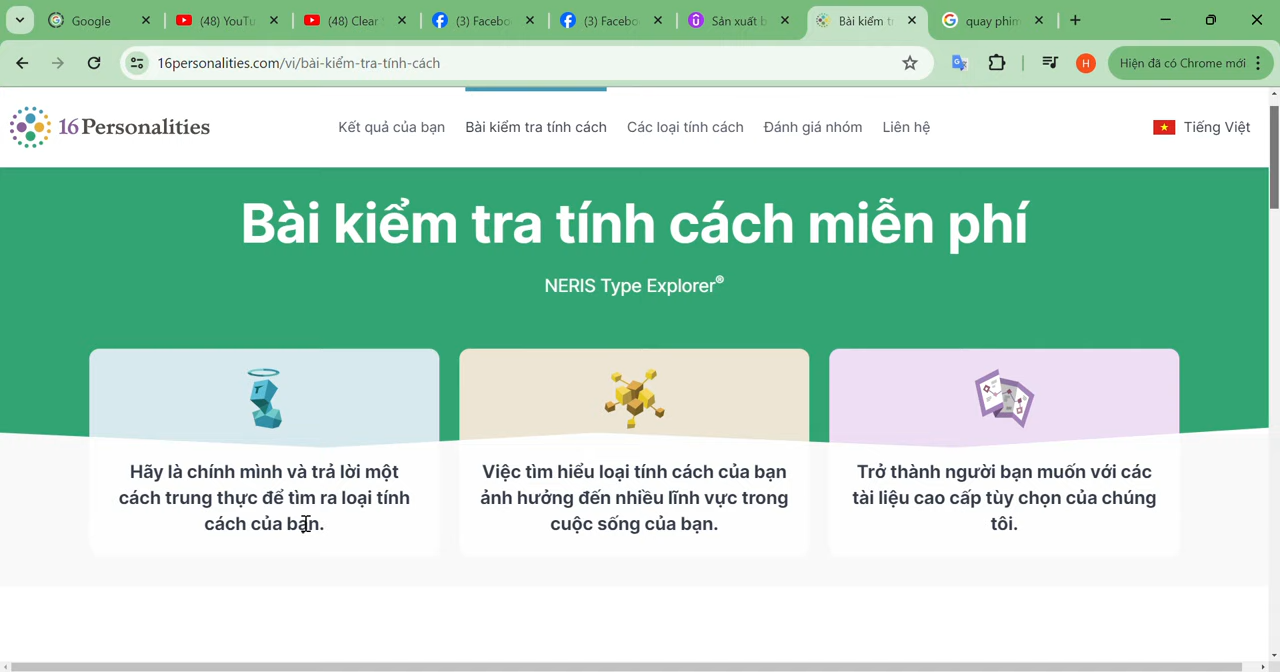 Google
(48) YouTu
(48) Clear
(3) Facebo
(3) Facebo
Sản xuất b
Bài kiểm t
quay phim
16personalities.com/vi/bài-kiểm-tra-tính-cách
H
Hiện đã có Chrome mới
16Personalities
Kết quả của bạn
Bài kiểm tra tính cách
Các loại tính cách
Đánh giá nhóm
Liên hệ
Tiếng Việt
Bài kiểm tra tính cách miễn phí
NERIS Type Explorer®
Hãy là chính mình và trả lời một
cách trung thực để tìm ra loại tính
cách của bạn.
Việc tìm hiểu loại tính cách của bạn
ảnh hưởng đến nhiều lĩnh vực trong
cuộc sống của bạn.
Trở thành người bạn muốn với các
tài liệu cao cấp tùy chọn của chúng
tôi.